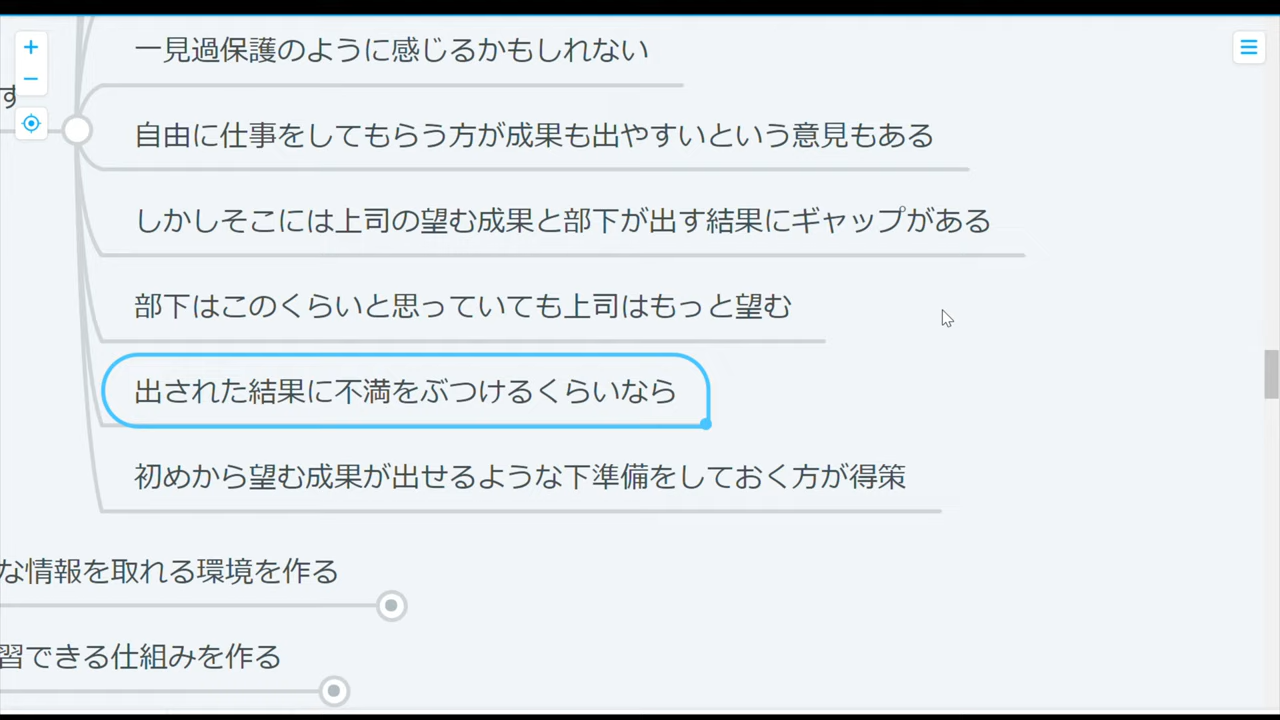 一見過保護のように感じるかもしれない
す
自由に仕事をしてもらう方が成果も出やすいという意見もある
しかしそこには上司の望む成果と部下が出す結果にギャップがある
部下はこのくらいと思っていても上司はもっと望む
出された結果に不満をぶつけるくらいなら
初めから望む成果が出せるような下準備をしておく方が得策
な情報を取れる環境を作る
習できる仕組みを作る